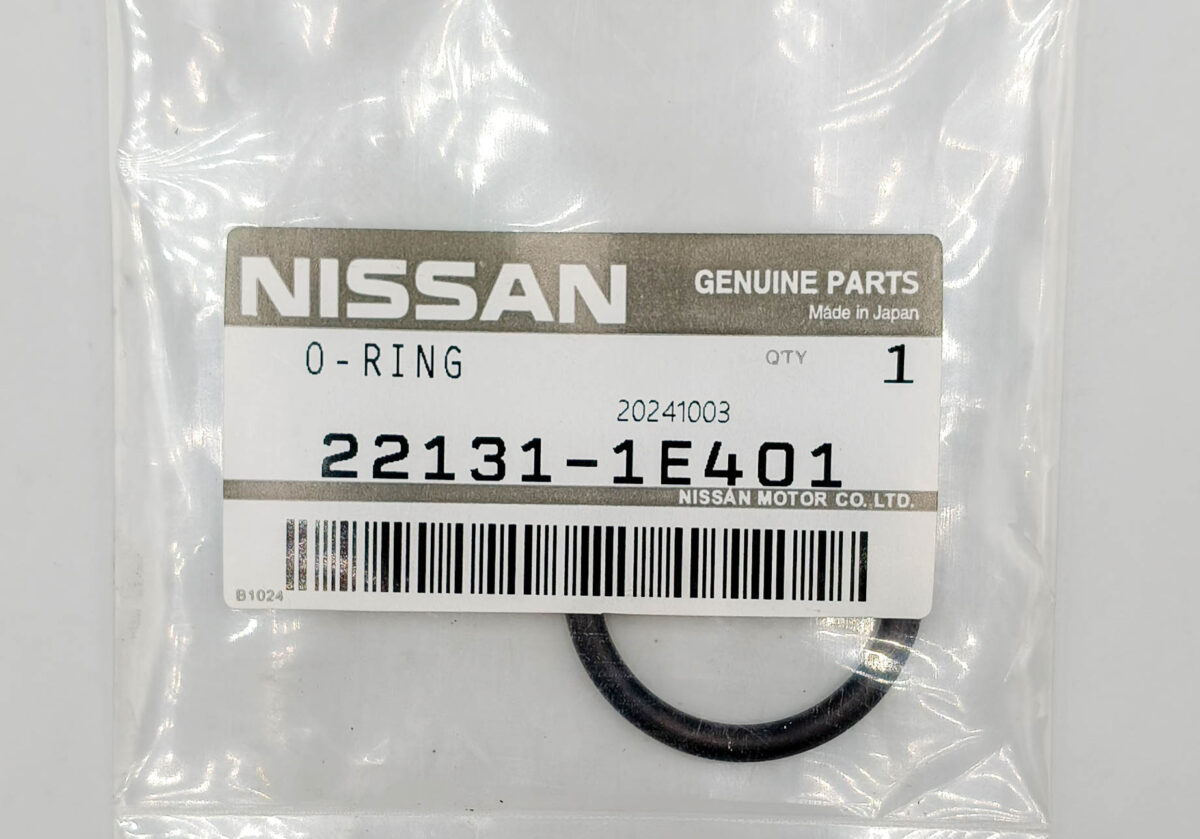 NISSAN GENUINE PARTS
Made in Japan
O-RING QTY 1
20241003
22131-1E401
NISSAN MOTOR CO. LTD.
B1024